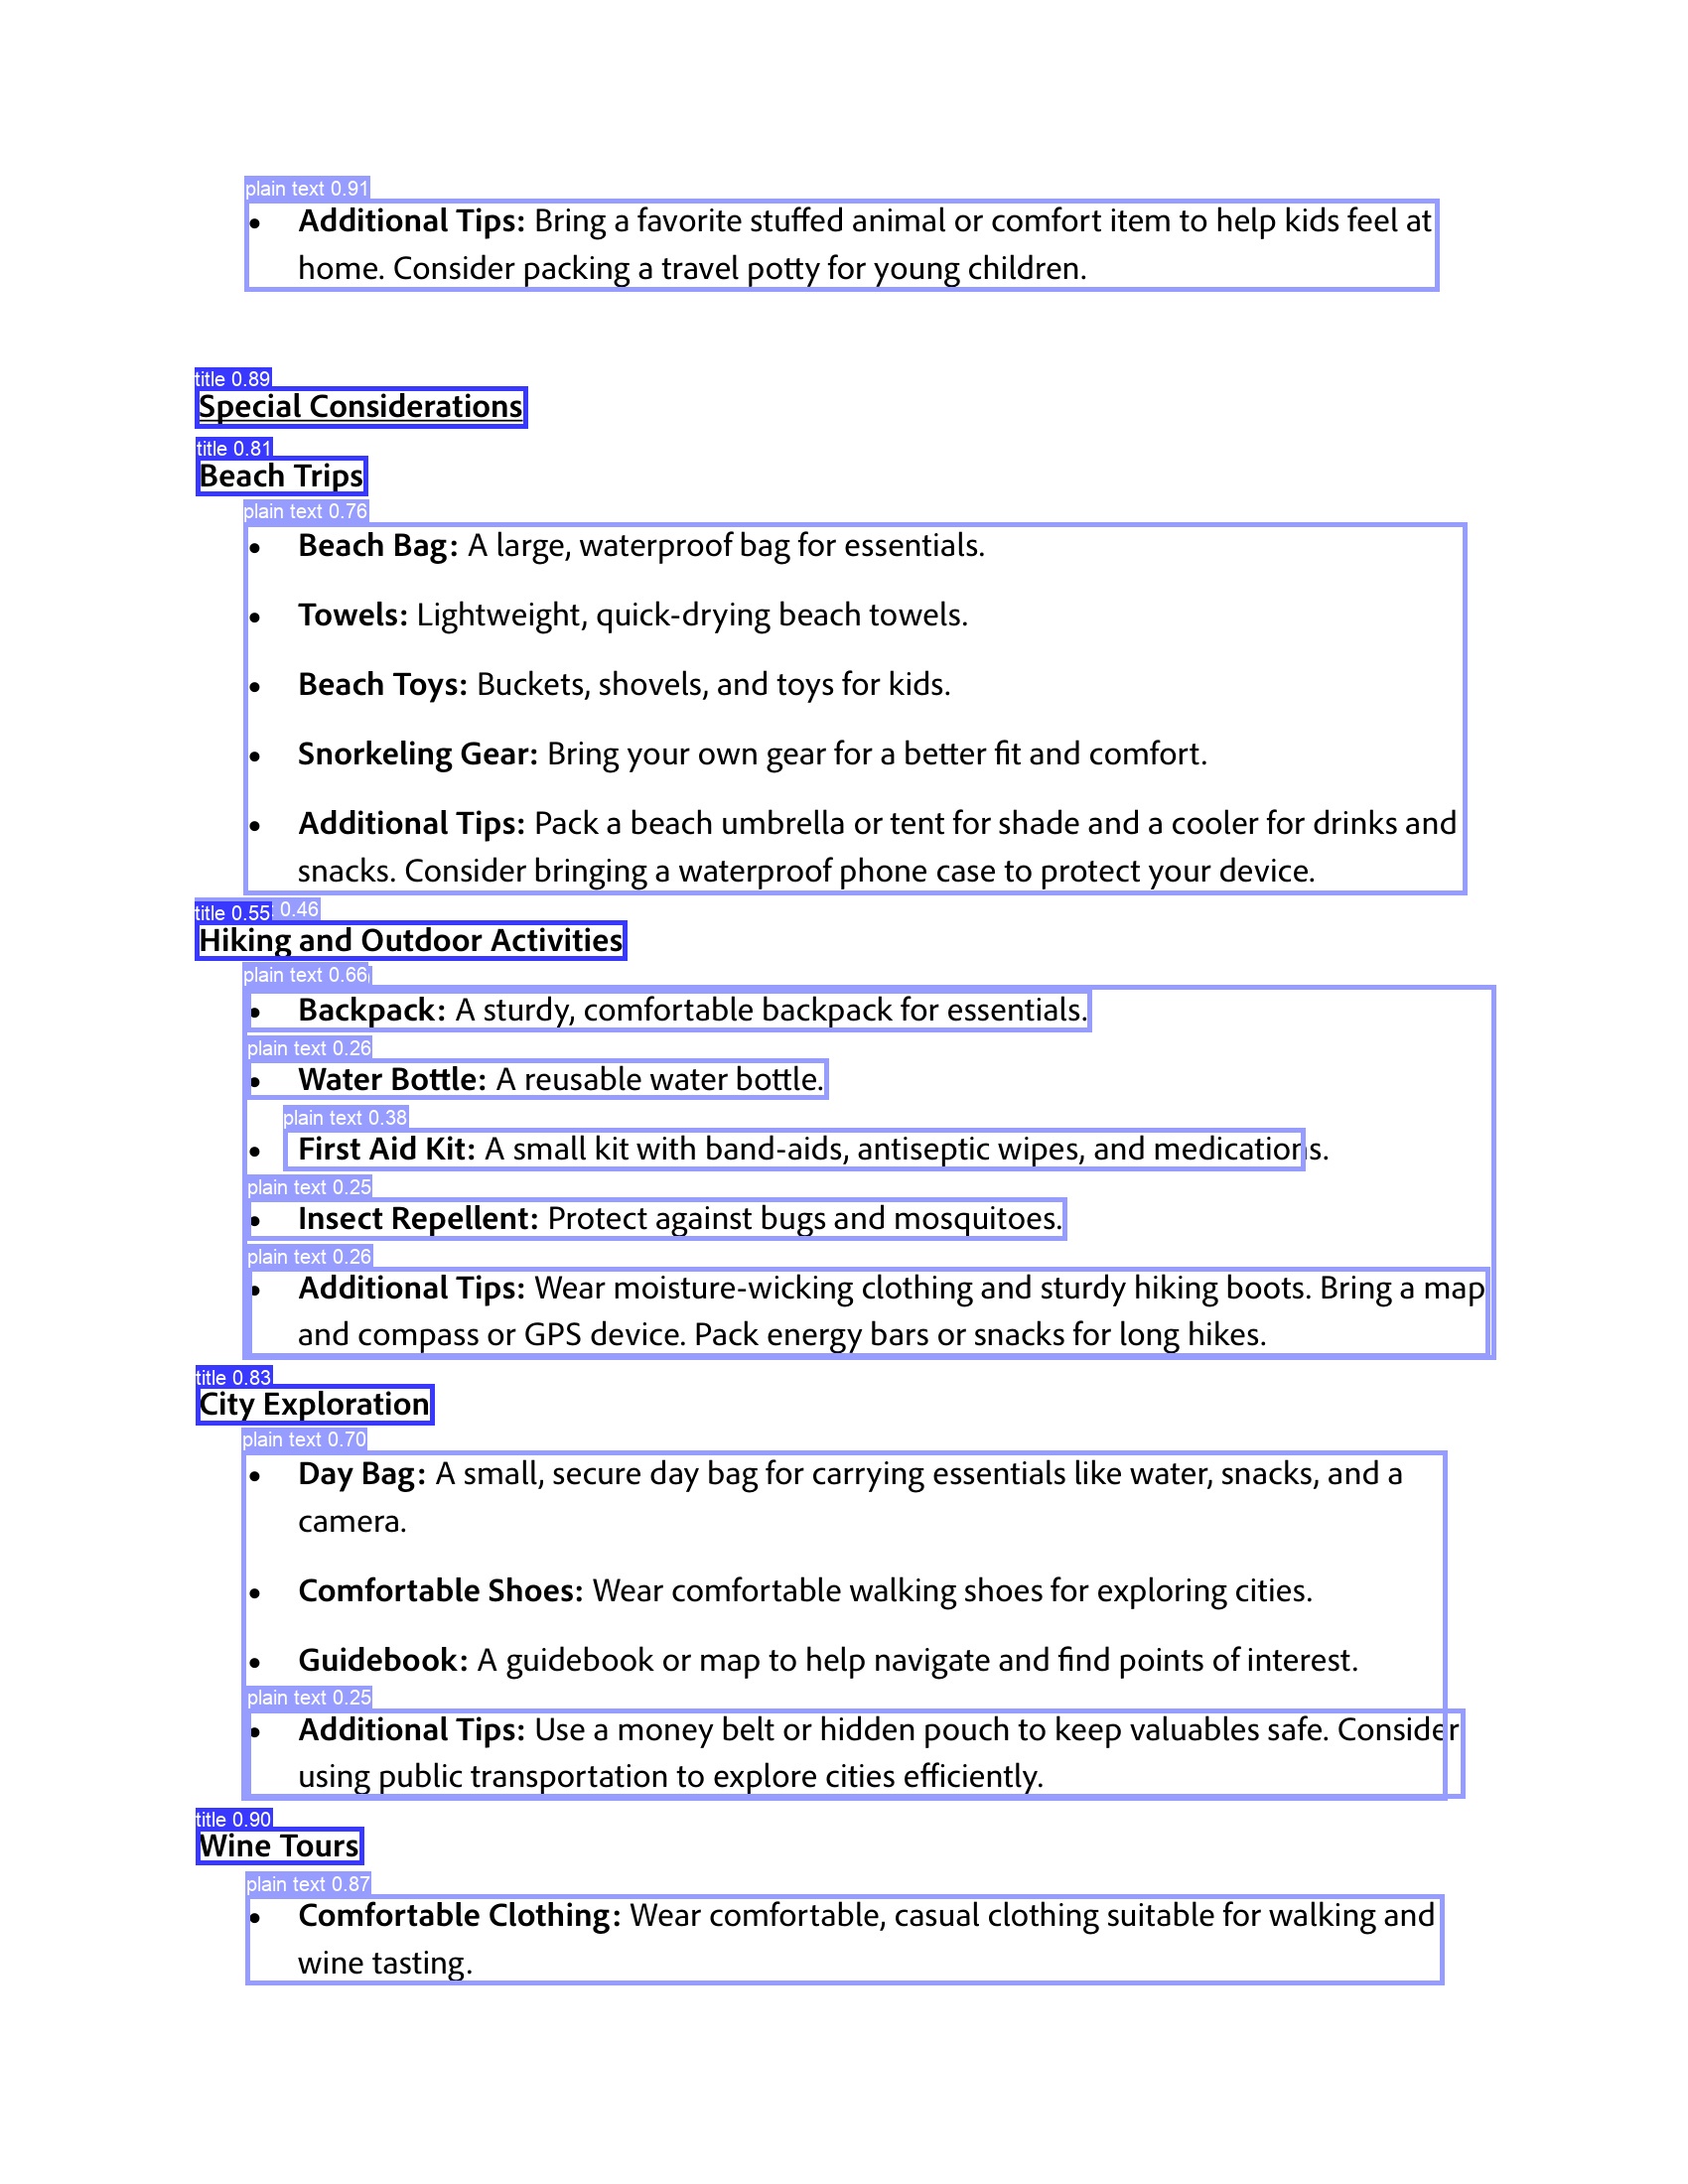 plain text 0.91
• Additional Tips: Bring a favorite stuffed animal or comfort item to help kids feel at
home. Consider packing a travel potty for young children.
title 0.89
Special Considerations
title 0.81
Beach Trips
plain text 0.76
• Beach Bag: A large, waterproof bag for essentials.
• Towels: Lightweight, quick-drying beach towels.
• Beach Toys: Buckets, shovels, and toys for kids.
• Snorkeling Gear: Bring your own gear for a better fit and comfort.
• Additional Tips: Pack a beach umbrella or tent for shade and a cooler for drinks and
snacks. Consider bringing a waterproof phone case to protect your device.
title 0.55 0.46
Hiking and Outdoor Activities
plain text 0.66
• Backpack: A sturdy, comfortable backpack for essentials.
plain text 0.26
• Water Bottle: A reusable water bottle.
plain text 0.38
• First Aid Kit: A small kit with band-aids, antiseptic wipes, and medications.
plain text 0.25
• Insect Repellent: Protect against bugs and mosquitoes.
plain text 0.26
• Additional Tips: Wear moisture-wicking clothing and sturdy hiking boots. Bring a map
and compass or GPS device. Pack energy bars or snacks for long hikes.
title 0.83
City Exploration
plain text 0.70
• Day Bag: A small, secure day bag for carrying essentials like water, snacks, and a
camera.
• Comfortable Shoes: Wear comfortable walking shoes for exploring cities.
• Guidebook: A guidebook or map to help navigate and find points of interest.
plain text 0.25
• Additional Tips: Use a money belt or hidden pouch to keep valuables safe. Consider
using public transportation to explore cities efficiently.
title 0.90
Wine Tours
plain text 0.87
• Comfortable Clothing: Wear comfortable, casual clothing suitable for walking and
wine tasting.